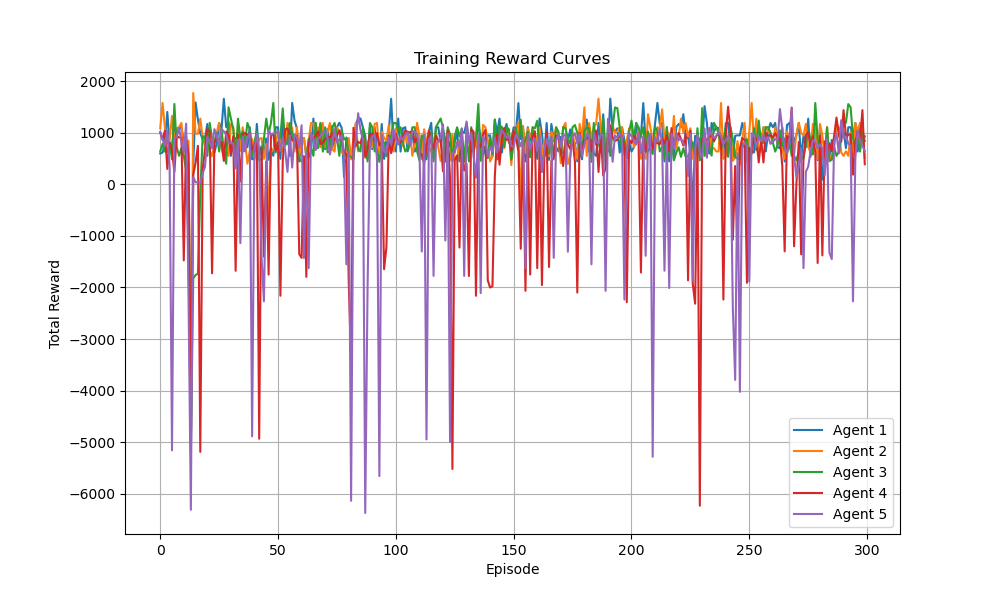 Training Reward Curves
2000
1000
0
−1000
−2000
−3000
−4000
−5000
−6000
Total Reward
0 50 100 150 200 250 300
Episode
Agent 1
Agent 2
Agent 3
Agent 4
Agent 5